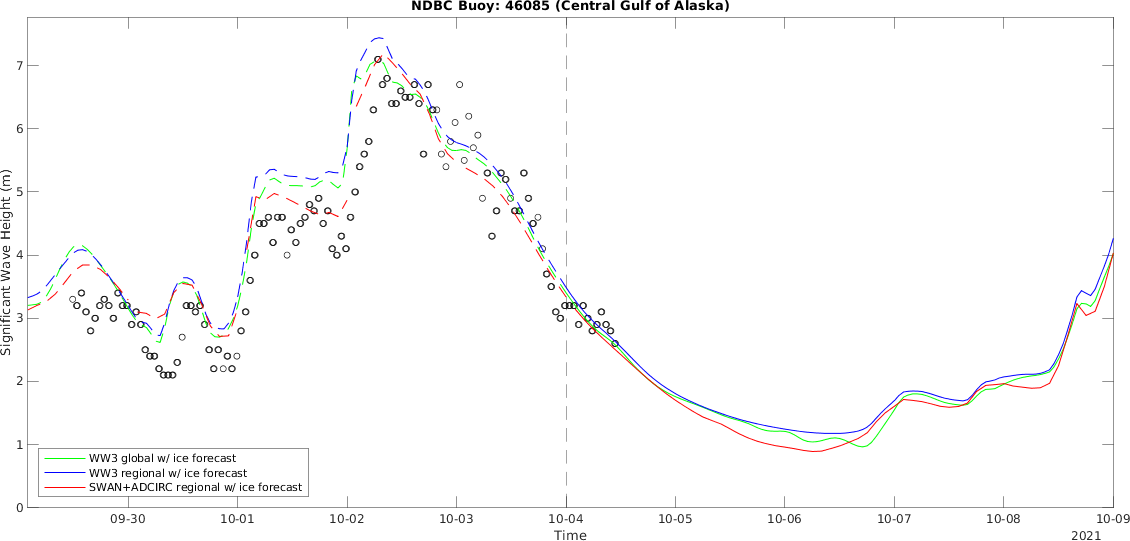 NDBC Buoy: 46085 (Central Gulf of Alaska)
Significant Wave Height (m)
7
6
5
4
3
2
1
0
WW3 global w/ ice forecast
WW3 regional w/ ice forecast
SWAN+ADCIRC regional w/ ice forecast
09-30 10-01 10-02 10-03 10-04 10-05 10-06 10-07 10-08 10-09
Time
2021